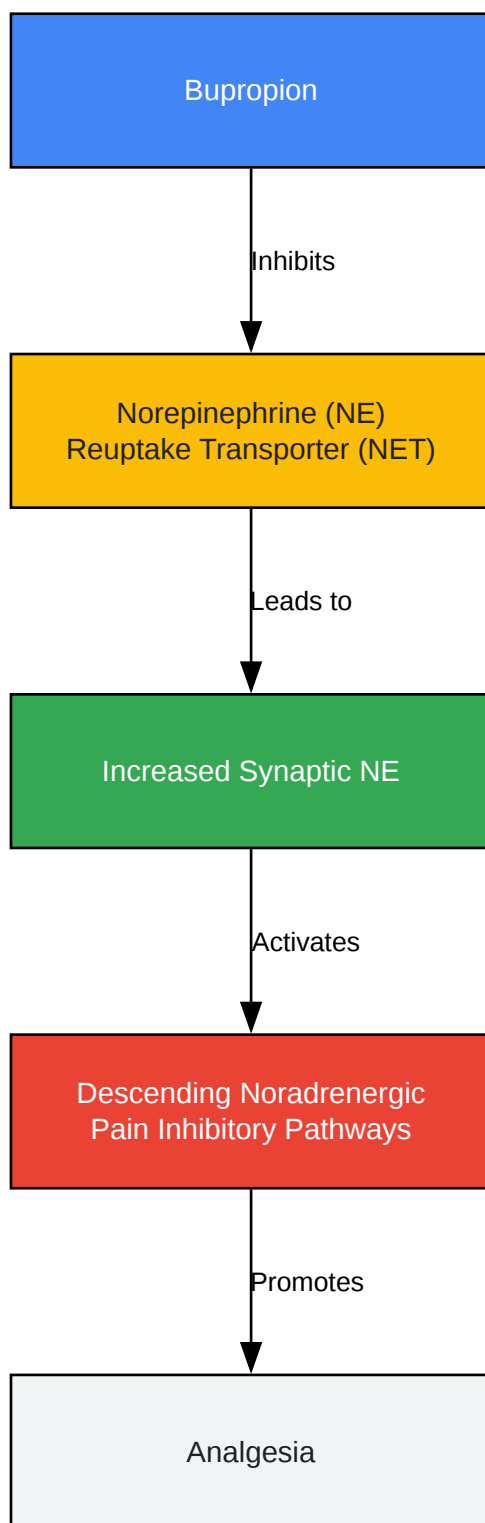 Bupropion
Inhibits
Norepinephrine (NE)
Reuptake Transporter (NET)
Leads to
Increased Synaptic NE
Activates
Descending Noradrenergic
Pain Inhibitory Pathways
Promotes
Analgesia